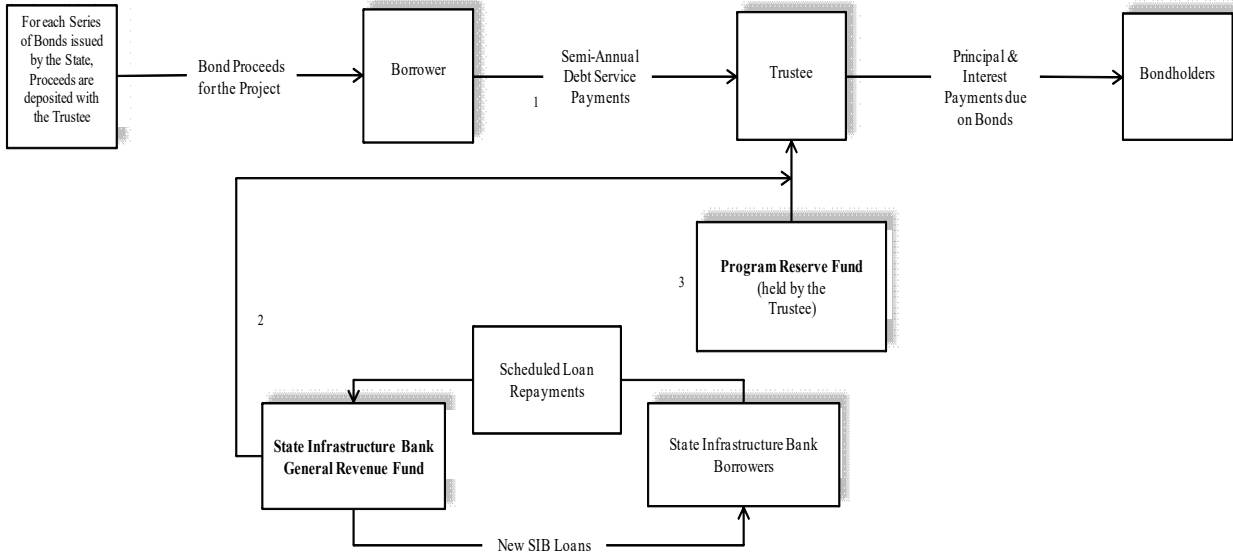 For each Series
of Bonds issued
by the State,
Proceeds are
deposited with
the Trustee
Bond Proceeds
for the Project
Borrower
Semi-Annual
Debt Service
Payments
1
Trustee
Principal &
Interest
Payments due
on Bonds
Bondholders
Program Reserve Fund
(held by the
Trustee)
3
2
Scheduled Loan
Repayments
State Infrastructure Bank
General Revenue Fund
State Infrastructure Bank
Borrowers
New SIB Loans